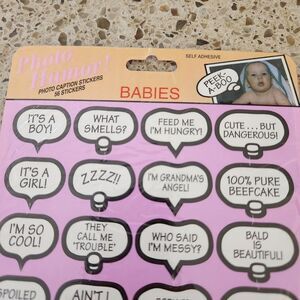 Photo
Humor!
PHOTO CAPTION STICKERS
56 STICKERS
SELF ADHESIVE
BABIES
PEEK-
A-BOO
IT'S A
BOY!
WHAT
SMELLS?
FEED ME
I'M HUNGRY!
CUTE...BUT
DANGEROUS!
IT'S A
GIRL!
ZZZZ!!
I'M GRANDMA'S
ANGEL!
100% PURE
BEEFCAKE
I'M SO
COOL!
THEY
CALL ME
'TROUBLE'
WHO SAID
I'M MESSY?
BALD
IS
BEAUTIFUL!
SPOILED
AIN'T I